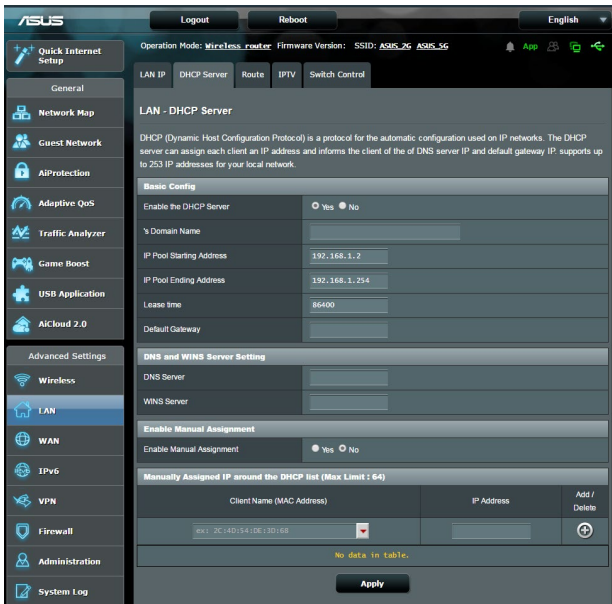 ASUS
Logout
Reboot
English
Quick Internet Setup
Operation Mode: Wireless router Firmware Version: SSID: ASUS_2G ASUS_5G
App
LAN IP
DHCP Server
Route
IPTV
Switch Control
General
Network Map
Guest Network
AiProtection
Adaptive QoS
Traffic Analyzer
Game Boost
USB Application
AiCloud 2.0
Advanced Settings
Wireless
LAN
WAN
IPv6
VPN
Firewall
Administration
System Log
LAN - DHCP Server
DHCP (Dynamic Host Configuration Protocol) is a protocol for the automatic configuration used on IP networks. The DHCP
server can assign each client an IP address and informs the client of the of DNS server IP and default gateway IP. supports up
to 253 IP addresses for your local network.
Basic Config
Enable the DHCP Server Yes No
's Domain Name
IP Pool Starting Address 192.168.1.2
IP Pool Ending Address 192.168.1.254
Lease time 86400
Default Gateway
DNS and WINS Server Setting
DNS Server
WINS Server
Enable Manual Assignment
Enable Manual Assignment Yes No
Manually Assigned IP around the DHCP list (Max Limit : 64)
Client Name (MAC Address) IP Address Add / Delete
ex: 2C:4D:54:DE:3D:68
No data in table.
Apply